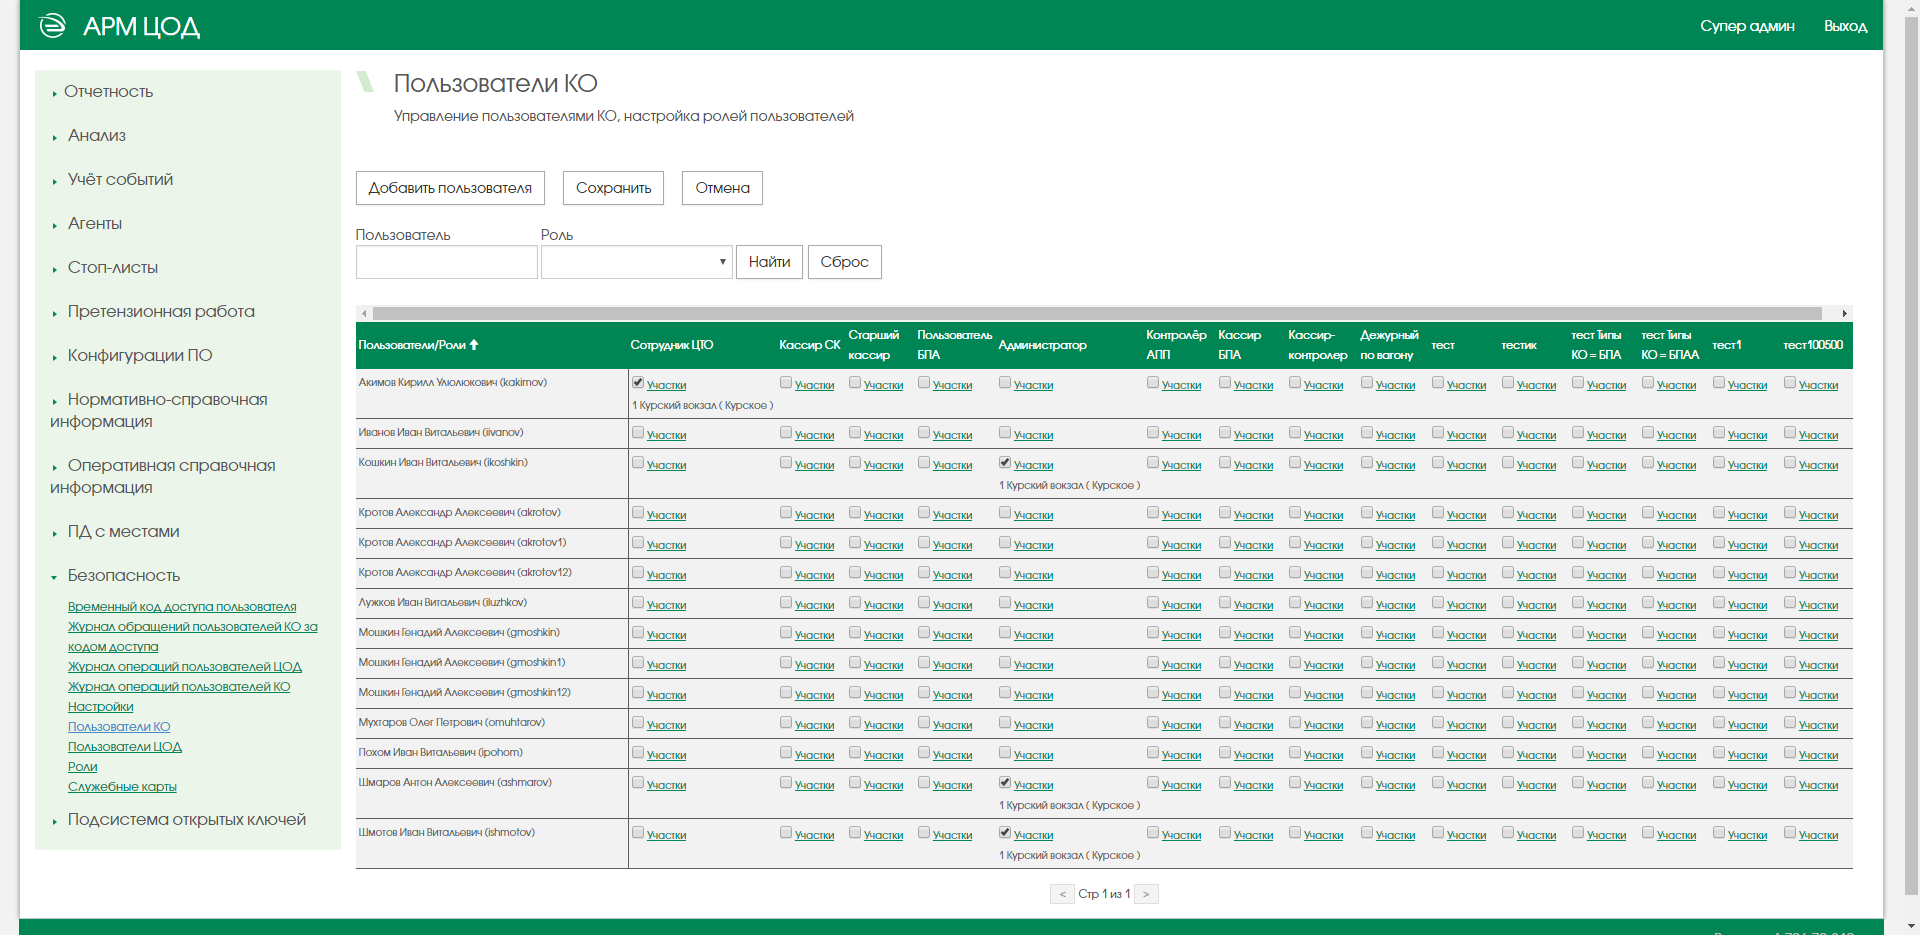 АРМ ЦОД
Супер админ Выход
Отчетность
Анализ
Учёт событий
Агенты
Стоп-листы
Претензионная работа
Конфигурации ПО
Нормативно-справочная
информация
Оперативная справочная
информация
ПД с местами
Безопасность
Временный код доступа пользователя
Журнал обращений пользователей КО за
кодом доступа
Журнал операций пользователей ЦОД
Журнал операций пользователей КО
Настройки
Пользователи КО
Пользователи ЦОД
Роли
Служебные карты
Подсистема открытых ключей
Пользователи КО
Управление пользователями КО, настройка ролей пользователей
Добавить пользователя Сохранить Отмена
Пользователь Роль
Найти Сброс
Пользователи/Роли Сотрудник ЦТО Кассир СК Старший кассир Пользователь БПА Администратор Контролёр АПП Кассир БПА Кассир-контролер Дежурный по вагону тест тестик тест Типы КО = БПА тест Типы КО = БПАА тест1 тест100500
Акимов Кирилл Улюлюкович (kakimov) Участки Участки Участки Участки Участки Участки Участки Участки Участки Участки Участки Участки Участки Участки Участки
1 Курский вокзал ( Курское )
Иванов Иван Витальевич (iivanov) Участки Участки Участки Участки Участки Участки Участки Участки Участки Участки Участки Участки Участки Участки Участки
Кошкин Иван Витальевич (ikoshkin) Участки Участки Участки Участки Участки Участки Участки Участки Участки Участки Участки Участки Участки Участки Участки
1 Курский вокзал ( Курское )
Кротов Александр Алексеевич (akrotov) Участки Участки Участки Участки Участки Участки Участки Участки Участки Участки Участки Участки Участки Участки Участки
Кротов Александр Алексеевич (akrotov1) Участки Участки Участки Участки Участки Участки Участки Участки Участки Участки Участки Участки Участки Участки Участки
Кротов Александр Алексеевич (akrotov12) Участки Участки Участки Участки Участки Участки Участки Участки Участки Участки Участки Участки Участки Участки Участки
Лужков Иван Витальевич (iluzhkov) Участки Участки Участки Участки Участки Участки Участки Участки Участки Участки Участки Участки Участки Участки Участки
Мошкин Генадий Алексеевич (gmoshkin) Участки Участки Участки Участки Участки Участки Участки Участки Участки Участки Участки Участки Участки Участки Участки
Мошкин Генадий Алексеевич (gmoshkin1) Участки Участки Участки Участки Участки Участки Участки Участки Участки Участки Участки Участки Участки Участки Участки
Мошкин Генадий Алексеевич (gmoshkin12) Участки Участки Участки Участки Участки Участки Участки Участки Участки Участки Участки Участки Участки Участки Участки
Мухтаров Олег Петрович (omuhtarov) Участки Участки Участки Участки Участки Участки Участки Участки Участки Участки Участки Участки Участки Участки Участки
Похом Иван Витальевич (ipohom) Участки Участки Участки Участки Участки Участки Участки Участки Участки Участки Участки Участки Участки Участки Участки
Шмаров Антон Алексеевич (ashmarov) Участки Участки Участки Участки Участки Участки Участки Участки Участки Участки Участки Участки Участки Участки Участки
1 Курский вокзал ( Курское )
Шмотов Иван Витальевич (ishmotov) Участки Участки Участки Участки Участки Участки Участки Участки Участки Участки Участки Участки Участки Участки Участки
1 Курский вокзал ( Курское )
< Стр 1 из 1 >